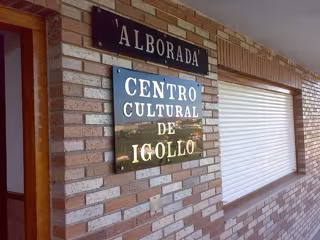 'ALBORADA'
CENTRO
CULTURAL
DE
IGOLLO